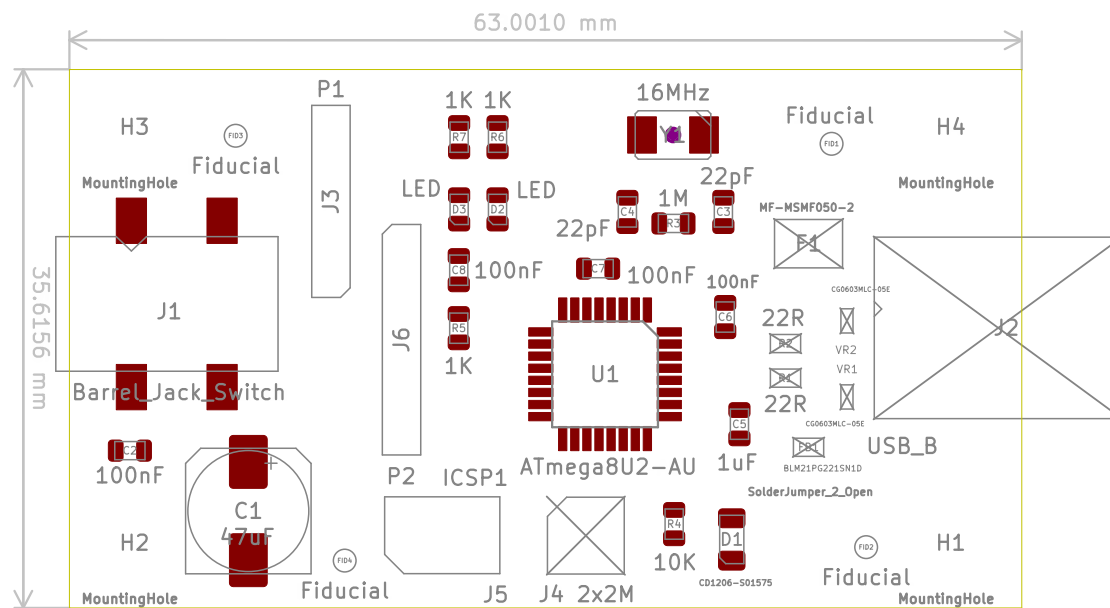 63.0010 mm
P1
16MHz
1K 1K
H3
FID3
Fiducial
R7 R6
Y1
Fiducial
FID1
H4
MountingHole
LED
LED
D3 D2
J3
22pF
1M
C4 R3 C3
22pF
MF-MSMF050-2
F1
MountingHole
C8
100nF
C7
100nF
100nF
CG0603MLC-05E
35.6156 mm
J1
R5
1K
J6
C6
22R
R2
VR2
J2
U1
VR1
R1
22R
Barrel_Jack_Switch
C5
CG0603MLC-05E
C2
100nF
P2
ICSP1
ATmega8U2-AU
1uF
FB1
BLM21PG221SN1D
USB_B
SolderJumper_2_Open
C1
47uF
R4
10K
D1
H2
FID4
Fiducial
FID2
Fiducial
H1
CD1206-S01575
MountingHole
J5
J4
2x2M
MountingHole